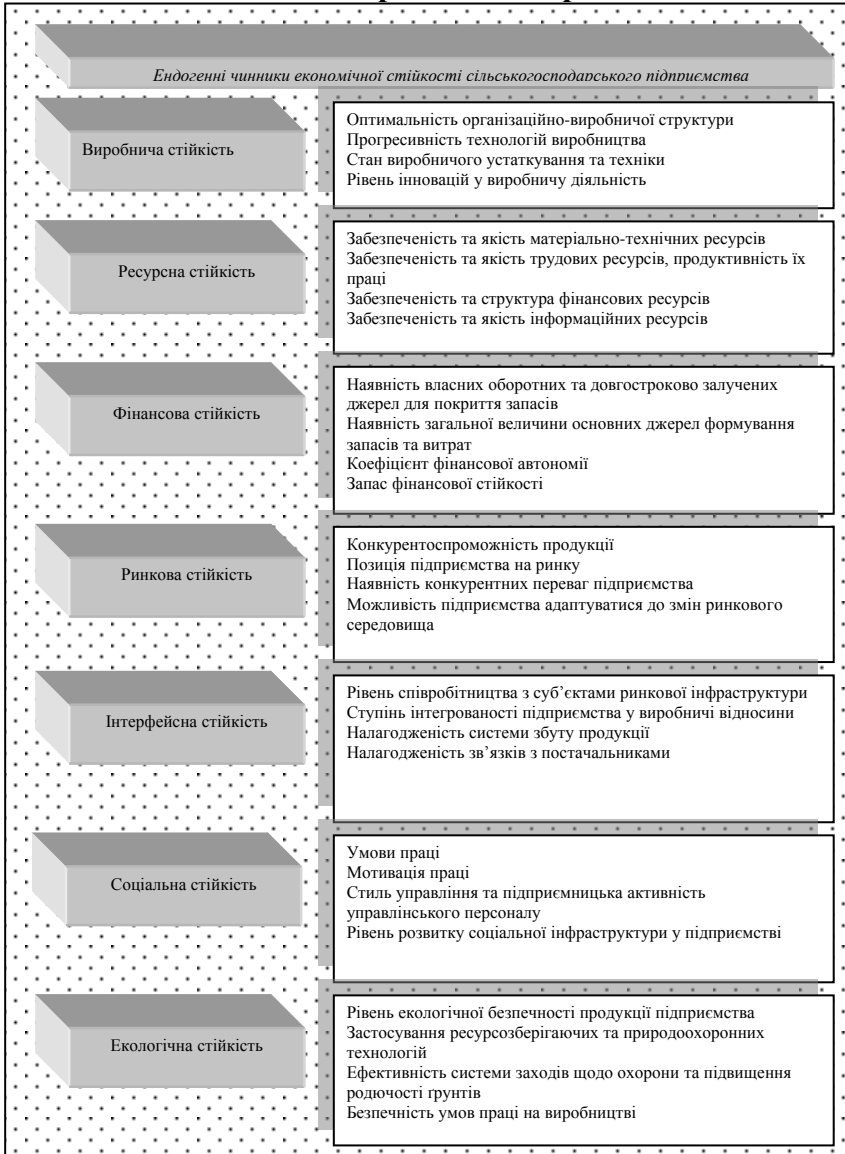 Ендогенні чинники економічної стійкості сільськогосподарського підприємства
Виробнича стійкість
Оптимальність організаційно-виробничої структури
Прогресивність технологій виробництва
Стан виробничого устаткування та техніки
Рівень інновацій у виробничу діяльність
Ресурсна стійкість
Забезпеченість та якість матеріально-технічних ресурсів
Забезпеченість та якість трудових ресурсів, продуктивність їх
праці
Забезпеченість та структура фінансових ресурсів
Забезпеченість та якість інформаційних ресурсів
Фінансова стійкість
Наявність власних оборотних та довгостроково залучених
джерел для покриття запасів
Наявність загальної величини основних джерел формування
запасів та витрат
Коефіцієнт фінансової автономії
Запас фінансової стійкості
Ринкова стійкість
Конкурентоспроможність продукції
Позиція підприємства на ринку
Наявність конкурентних переваг підприємства
Можливість підприємства адаптуватися до змін ринкового
середовища
Інтерфейсна стійкість
Рівень співробітництва з суб’єктами ринкової інфраструктури
Ступінь інтегрованості підприємства у виробничі відносини
Налагодженість системи збуту продукції
Налагодженість зв’язків з постачальниками
Соціальна стійкість
Умови праці
Мотивація праці
Стиль управління та підприємницька активність
управлінського персоналу
Рівень розвитку соціальної інфраструктури у підприємстві
Екологічна стійкість
Рівень екологічної безпечності продукції підприємства
Застосування ресурсозберігаючих та природоохоронних
технологій
Ефективність системи заходів щодо охорони та підвищення
родючості ґрунтів
Безпечність умов праці на виробництві